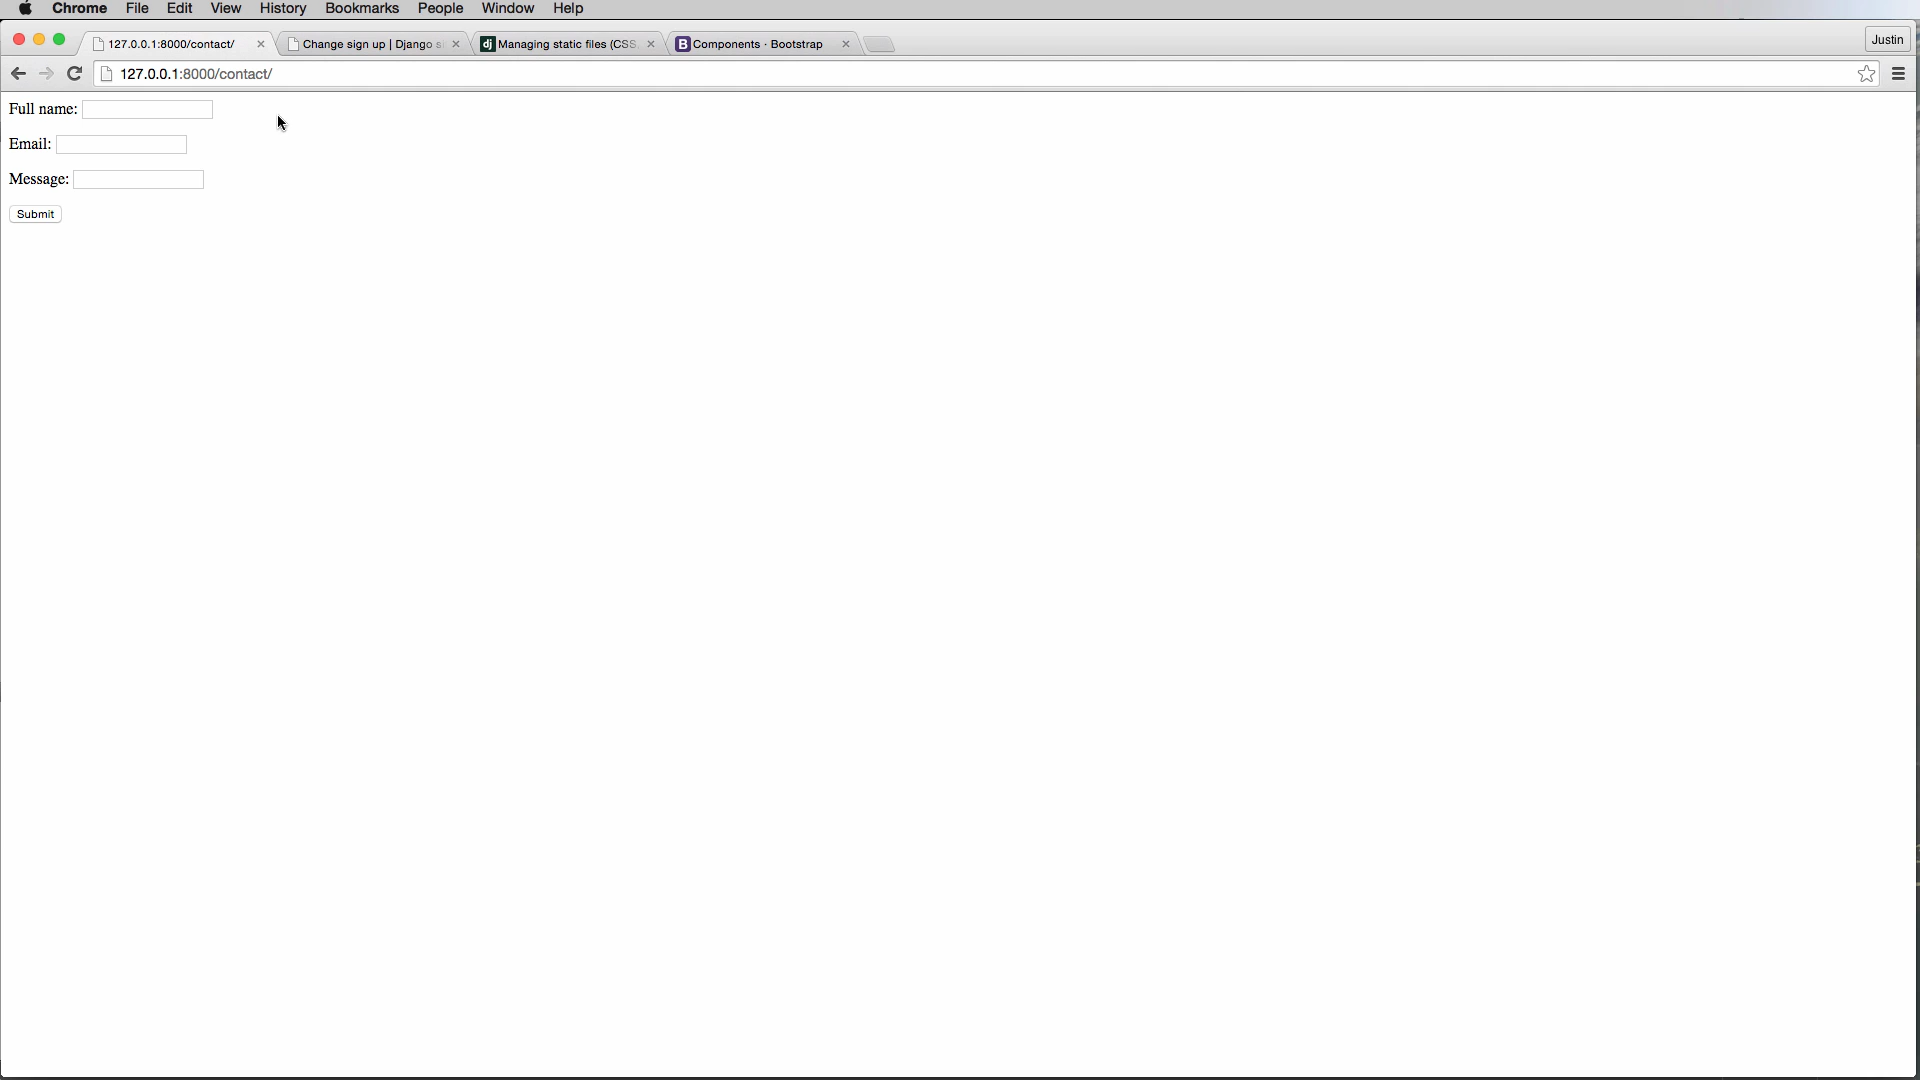 Chrome File Edit View History Bookmarks People Window Help
127.0.0.1:8000/contact/ Change sign up | Django si Managing static files (CSS, Components · Bootstrap Justin
127.0.0.1:8000/contact/
Full name:
Email:
Message:
Submit